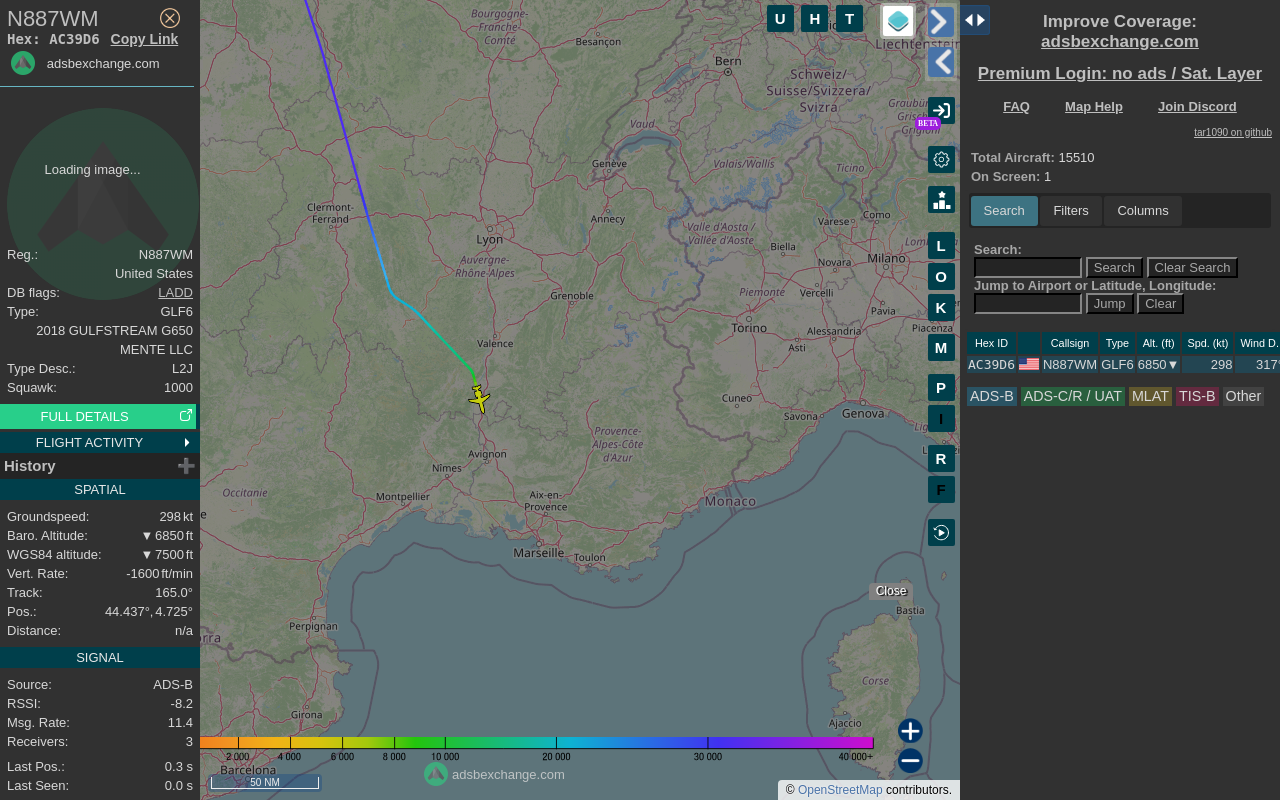 N887WM
Hex: AC39D6 Copy Link
adsbexchange.com
Loading image...
Reg.: N887WM
United States
DB flags: LADD
Type: GLF6
2018 GULFSTREAM G650
MENTE LLC
Type Desc.: L2J
Squawk: 1000
FULL DETAILS
FLIGHT ACTIVITY
History
SPATIAL
Groundspeed: 298 kt
Baro. Altitude: ▼ 6850 ft
WGS84 altitude: ▼ 7500 ft
Vert. Rate: -1600 ft/min
Track: 165.0°
Pos.: 44.437°, 4.725°
Distance: n/a
SIGNAL
Source: ADS-B
RSSI: -8.2
Msg. Rate: 11.4
Receivers: 3
Last Pos.: 0.3 s
Last Seen: 0.0 s
Bourgogne-
Franche-
Comté
Besançon
Bern
Liechtenstein
Schweiz/
Suisse/Svizzera/
Svizra
Vaud
Genève
Valais/Wallis
Ticino
Clermont-
Ferrand
Annecy
Lyon
Varese
Como
Valle d'Aosta /
Vallée d'Aoste
Biella
Auvergne-
Rhône-Alpes
Novara
Milano
Grenoble
Piemonte
Vercelli
Pavia
Torino
Alessandria
Piacenza
Valence
Asti
Cuneo
Savona
Genova
Provence-
Alpes-Côte
d'Azur
Avignon
Nîmes
Occitanie
Montpellier
Aix-en-
Provence
Monaco
Marseille
Toulon
Bastia
Perpignan
Corse
Girona
Ajaccio
Barcelona
U H T
BETA
L
O
K
M
P
I
R
F
Close
2 000 4 000 6 000 8 000 10 000 20 000 30 000 40 000+
adsbexchange.com
50 NM
© OpenStreetMap contributors.
Improve Coverage:
adsbexchange.com
Premium Login: no ads / Sat. Layer
FAQ Map Help Join Discord
tar1090 on github
Total Aircraft: 15510
On Screen: 1
Search Filters Columns
Search:
Search Clear Search
Jump to Airport or Latitude, Longitude:
Jump Clear
Hex ID Callsign Type Alt. (ft) Spd. (kt) Wind D.
AC39D6 N887WM GLF6 6850▼ 298 317°
ADS-B ADS-C/R / UAT MLAT TIS-B Other